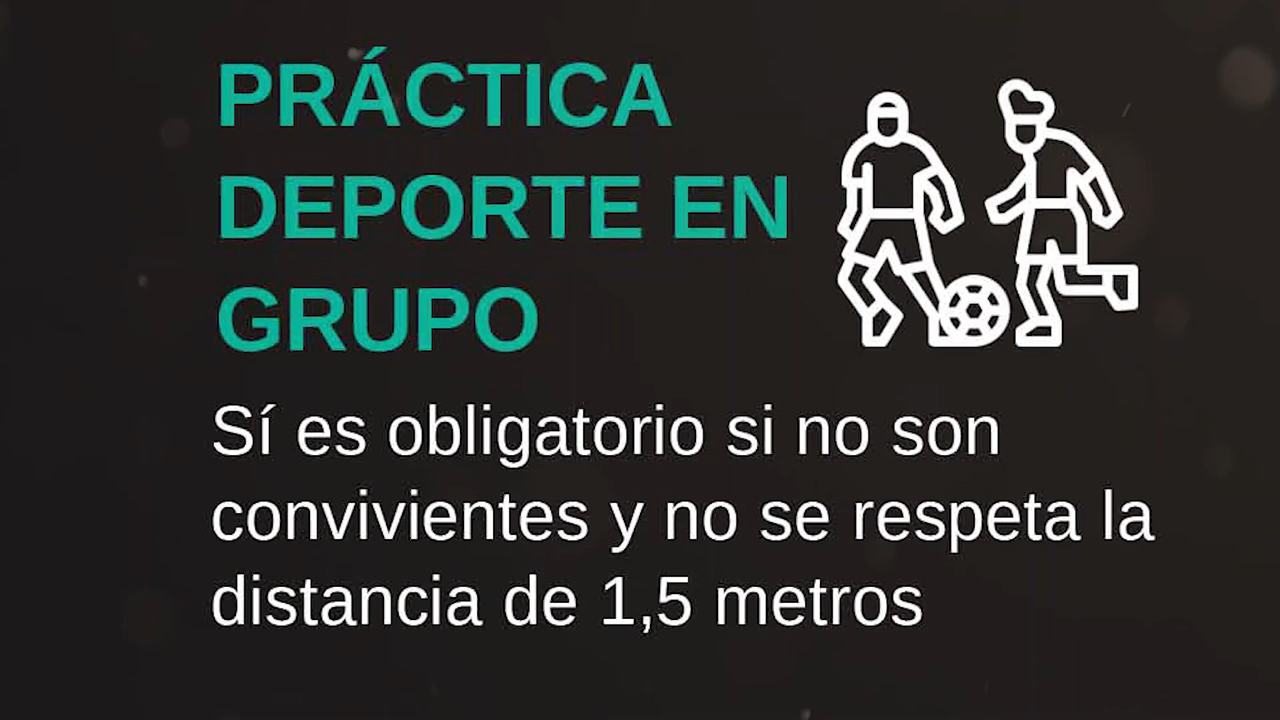 PRÁCTICA
DEPORTE EN
GRUPO
Sí es obligatorio si no son
convivientes y no se respeta la
distancia de 1,5 metros